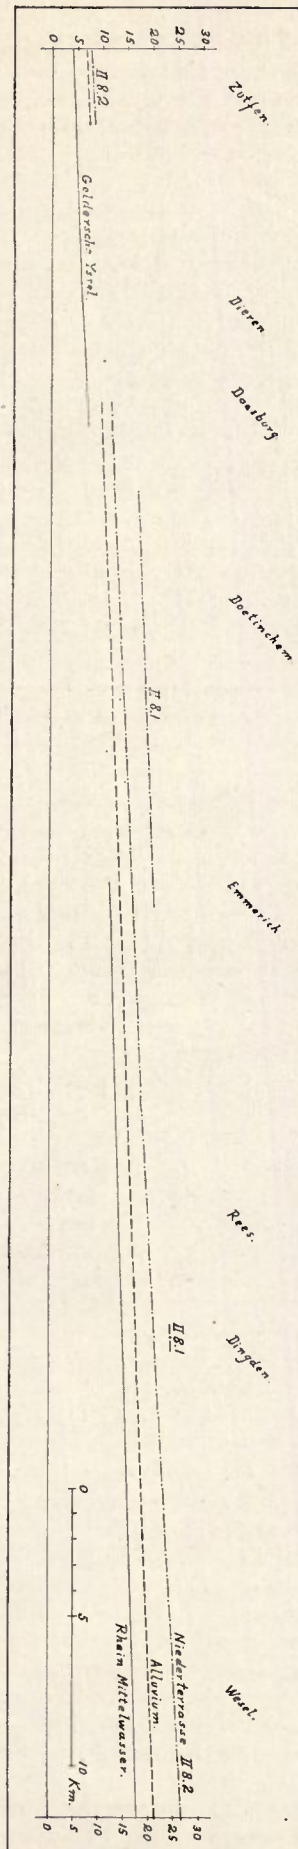 Zutfen.
Dieren
Doesburg
Doetinchem
Emmerich
Rees.
Dingden.
Wesel.
30
25
20
15
10
5
0
II 8.2
Geldersche Yssel.
II 8.1
II 8.1
Niederterrasse II 8.2
Alluvium.
Rhein Mittelwasser.
0
5
10 Km.
30
25
20
15
10
5
0